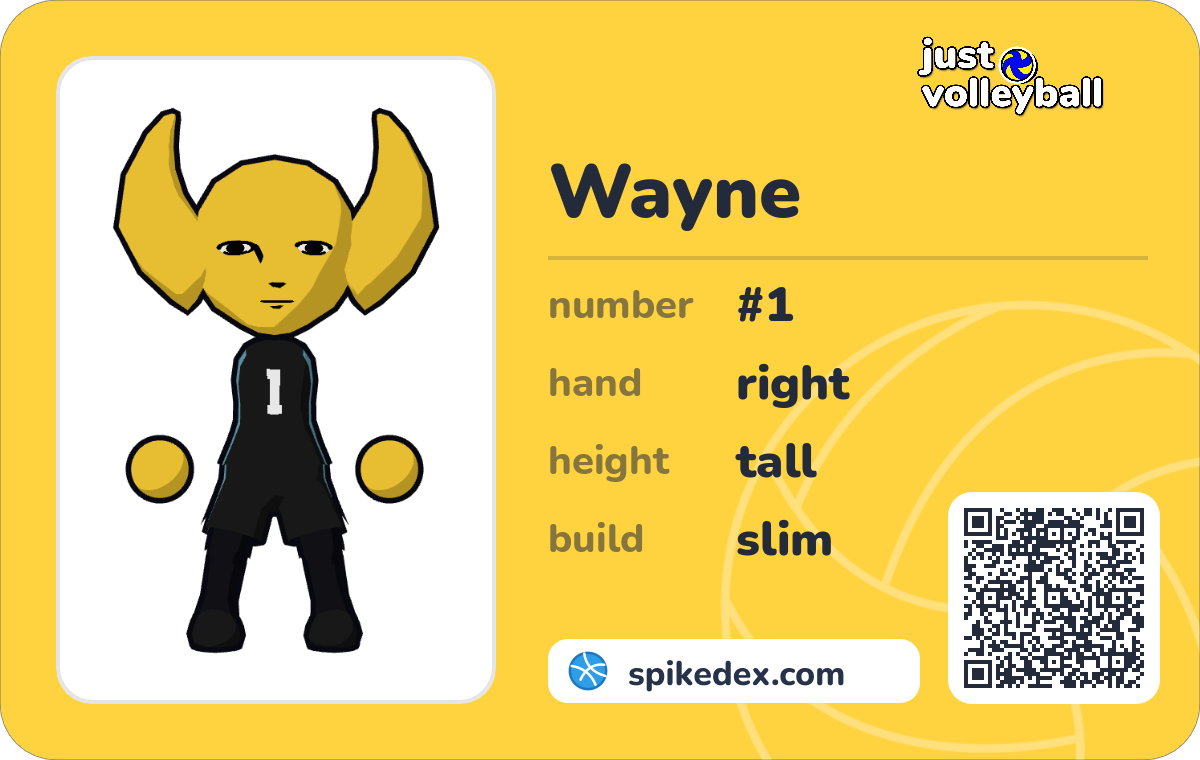 just
volleyball
Wayne
number #1
hand right
height tall
build slim
1
spikedex.com